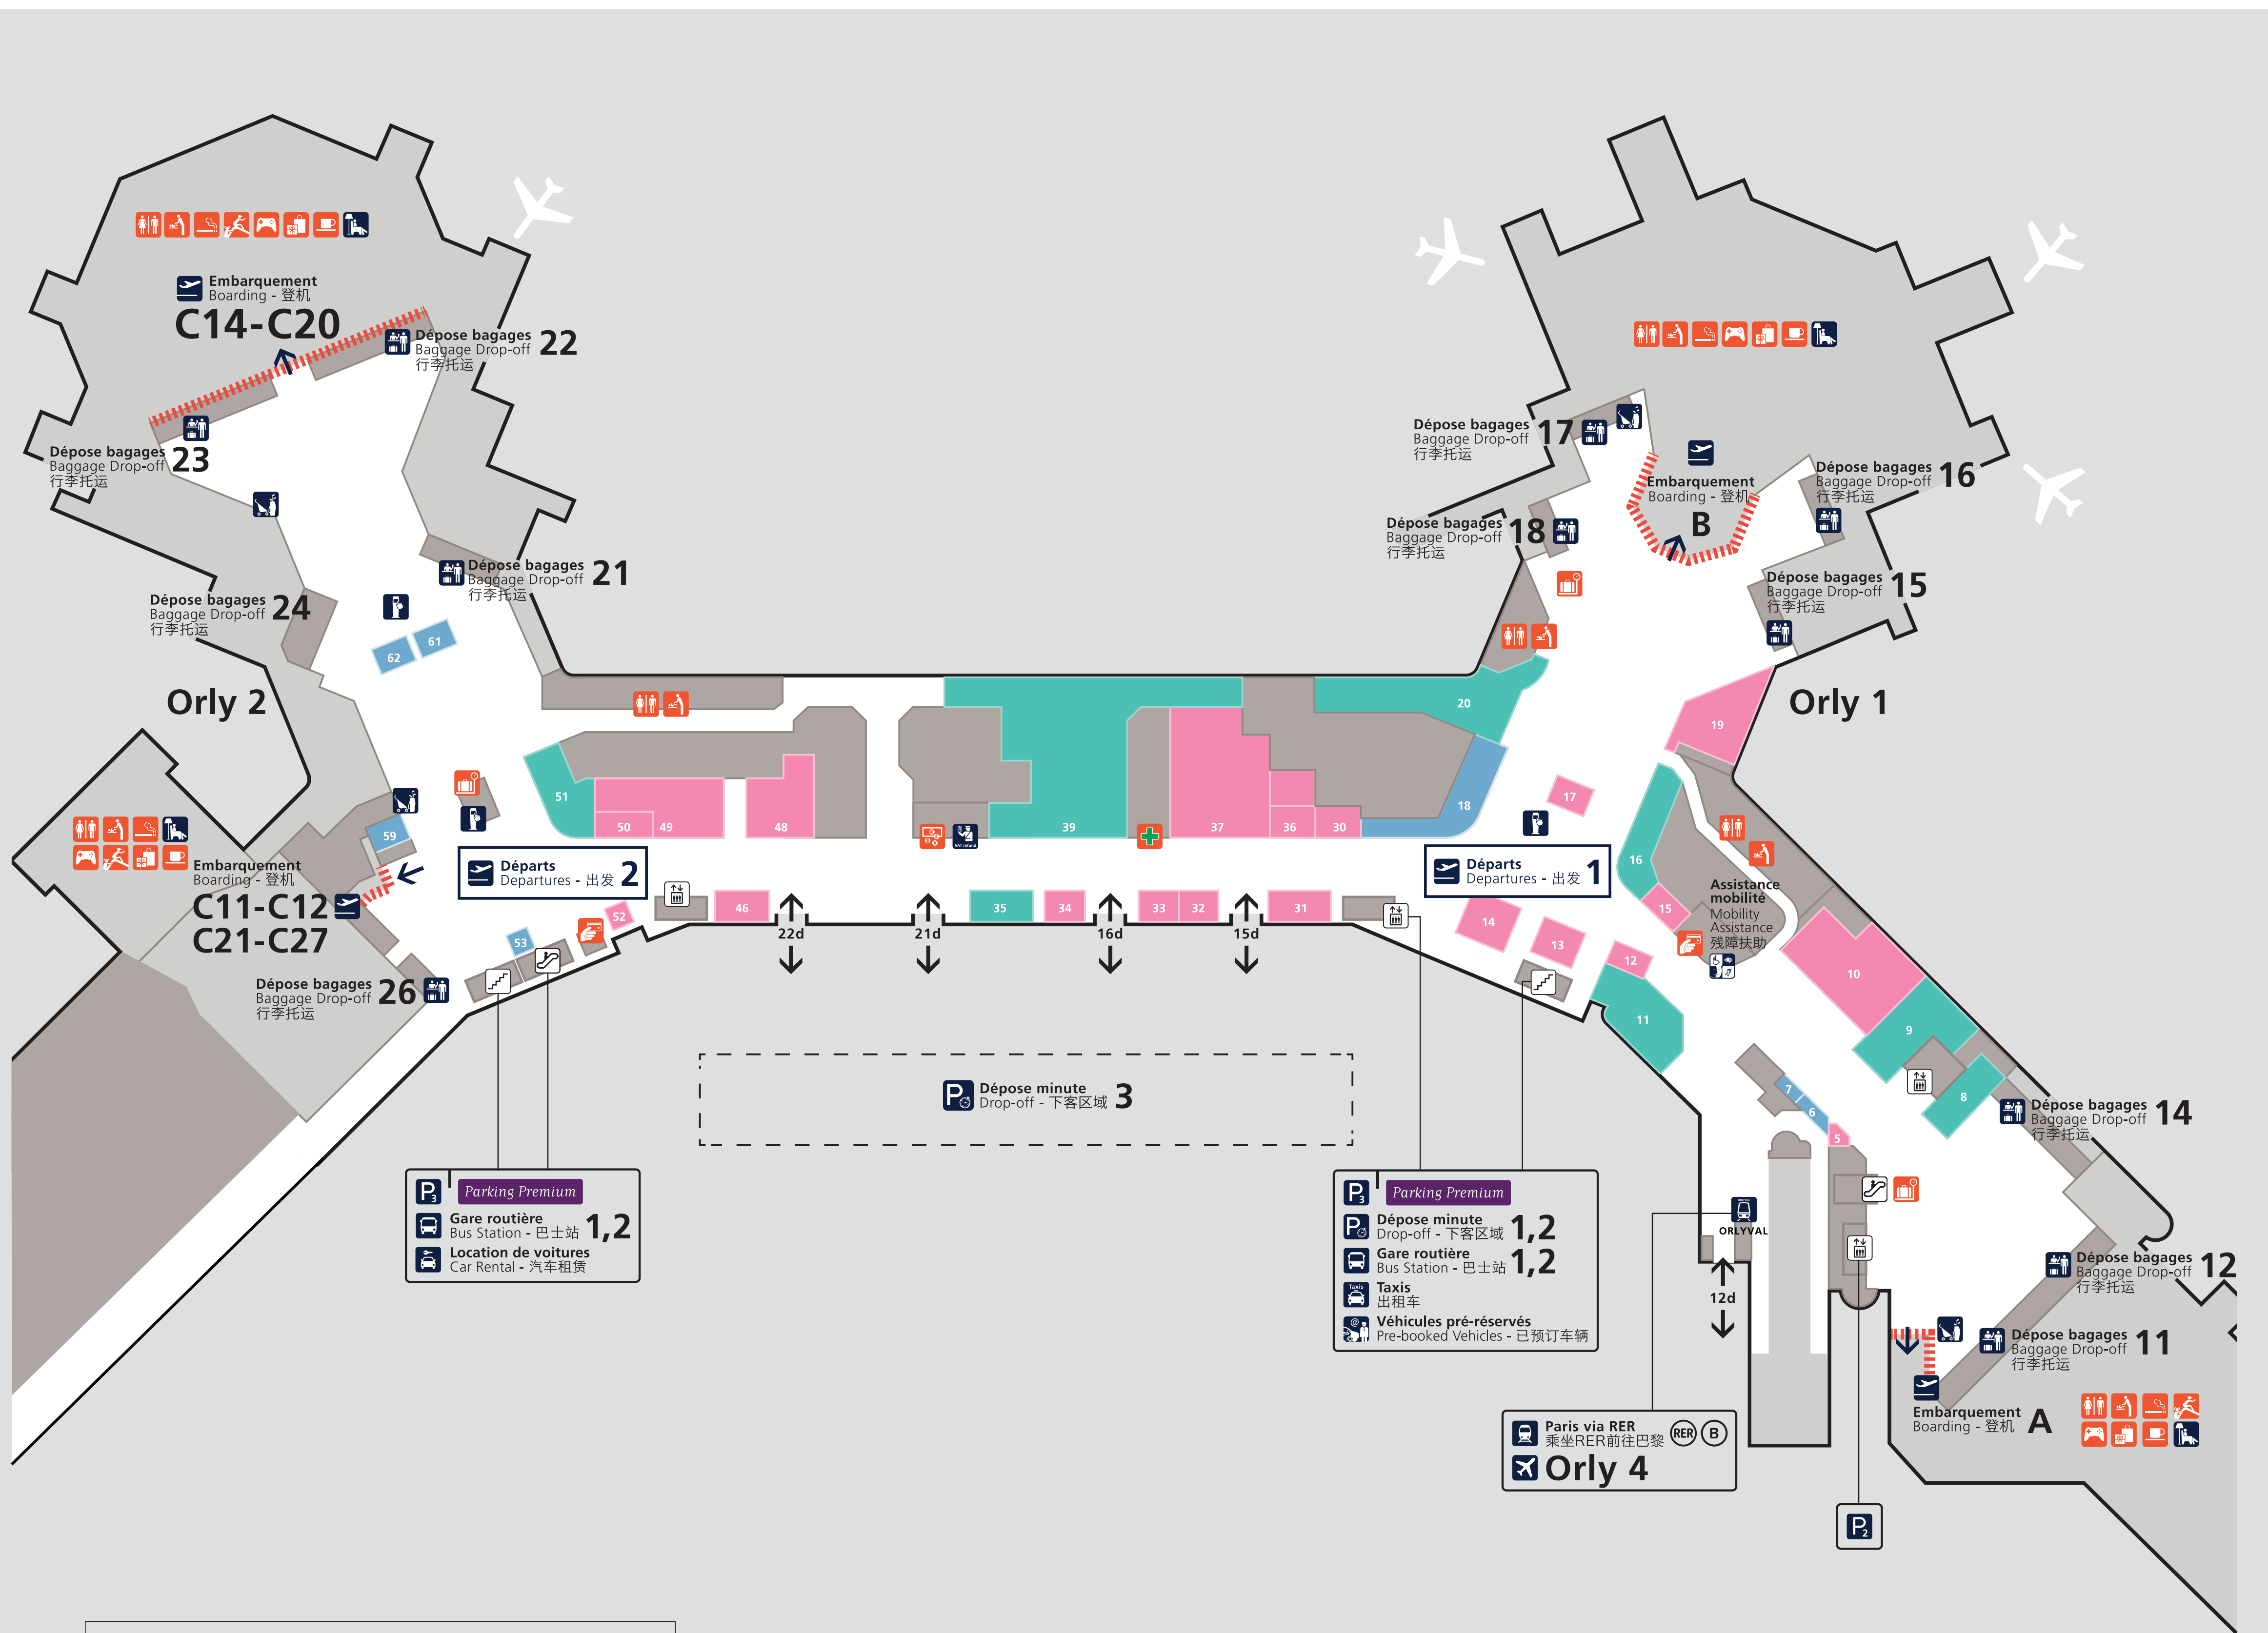 Embarquement
Boarding - 登机
C14-C20
Dépose bagages
Baggage Drop-off
行李托运
22
Dépose bagages
Baggage Drop-off
行李托运
23
Dépose bagages
Baggage Drop-off
行李托运
21
Dépose bagages
Baggage Drop-off
行李托运
24
61
62
Orly 2
Dépose bagages
Baggage Drop-off
行李托运
17
Embarquement
Boarding - 登机
B
Dépose bagages
Baggage Drop-off
行李托运
16
Dépose bagages
Baggage Drop-off
行李托运
18
Dépose bagages
Baggage Drop-off
行李托运
15
Orly 1
20
19
18
17
16
15
51
50
49
48
39
37
36
30
VAT refund
59
Embarquement
Boarding - 登机
C11-C12
C21-C27
Départs
Departures - 出发
2
Départs
Departures - 出发
1
Assistance
mobilité
Mobility
Assistance
残障扶助
52
53
46
35
34
33
32
31
14
13
12
11
10
9
8
7
6
5
22d
21d
16d
15d
Dépose bagages
Baggage Drop-off
行李托运
26
Dépose minute
Drop-off - 下客区域
3
Dépose bagages
Baggage Drop-off
行李托运
14
P3
Parking Premium
Gare routière
Bus Station - 巴士站
1,2
Location de voitures
Car Rental - 汽车租赁
P3
Parking Premium
P
Dépose minute
Drop-off - 下客区域
1,2
Gare routière
Bus Station - 巴士站
1,2
Taxis
Taxis
出租车
Véhicules pré-réservés
Pre-booked Vehicles - 已预订车辆
ORLYVAL
12d
Dépose bagages
Baggage Drop-off
行李托运
12
Dépose bagages
Baggage Drop-off
行李托运
11
Embarquement
Boarding - 登机
A
Paris via RER
乘坐RER前往巴黎
RER B
Orly 4
P2